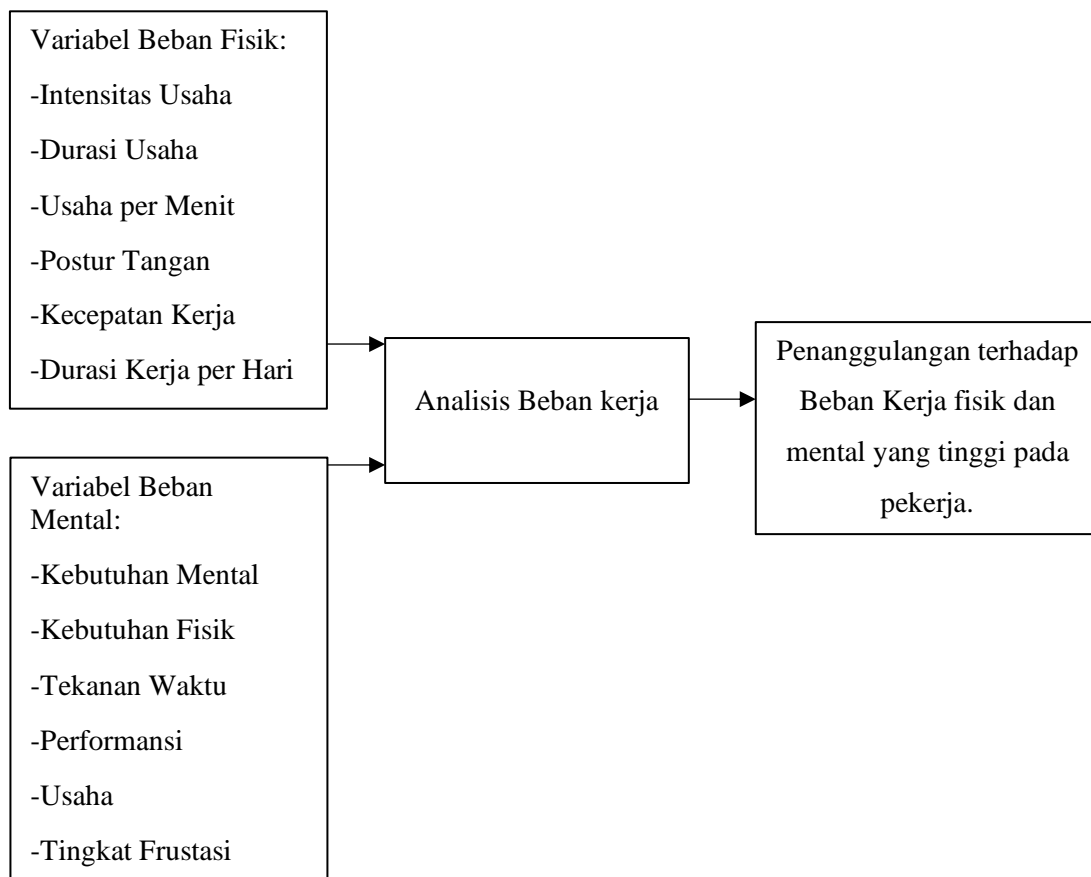 Variabel Beban Fisik:
-Intensitas Usaha
-Durasi Usaha
-Usaha per Menit
-Postur Tangan
-Kecepatan Kerja
-Durasi Kerja per Hari
Analisis Beban kerja
Penanggulangan terhadap
Beban Kerja fisik dan
mental yang tinggi pada
pekerja.
Variabel Beban
Mental:
-Kebutuhan Mental
-Kebutuhan Fisik
-Tekanan Waktu
-Performansi
-Usaha
-Tingkat Frustasi